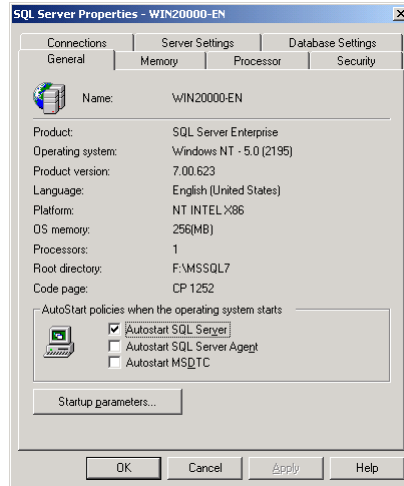 SQL Server Properties - WIN20000-EN
Connections Server Settings Database Settings
General Memory Processor Security
Name: WIN20000-EN
Product: SQL Server Enterprise
Operating system: Windows NT - 5.0 (2195)
Product version: 7.00.623
Language: English (United States)
Platform: NT INTEL X86
OS memory: 256(MB)
Processors: 1
Root directory: F:\MSSQL7
Code page: CP 1252
AutoStart policies when the operating system starts
Autostart SQL Server
Autostart SQL Server Agent
Autostart MSDTC
Startup parameters...
OK Cancel Apply Help